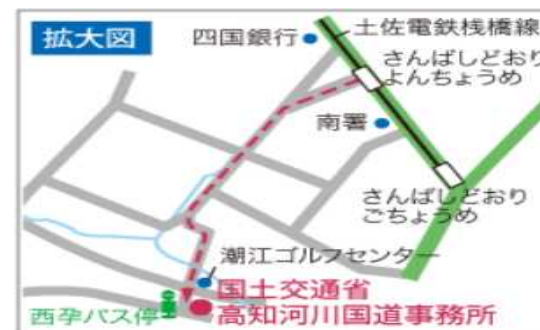 拡大図
四国銀行
土佐電鉄桟橋線
さんばしどおり
よんちょうめ
南署
さんばしどおり
ごちょうめ
潮江ゴルフセンター
国土交通省
高知河川国道事務所
西孕バス停